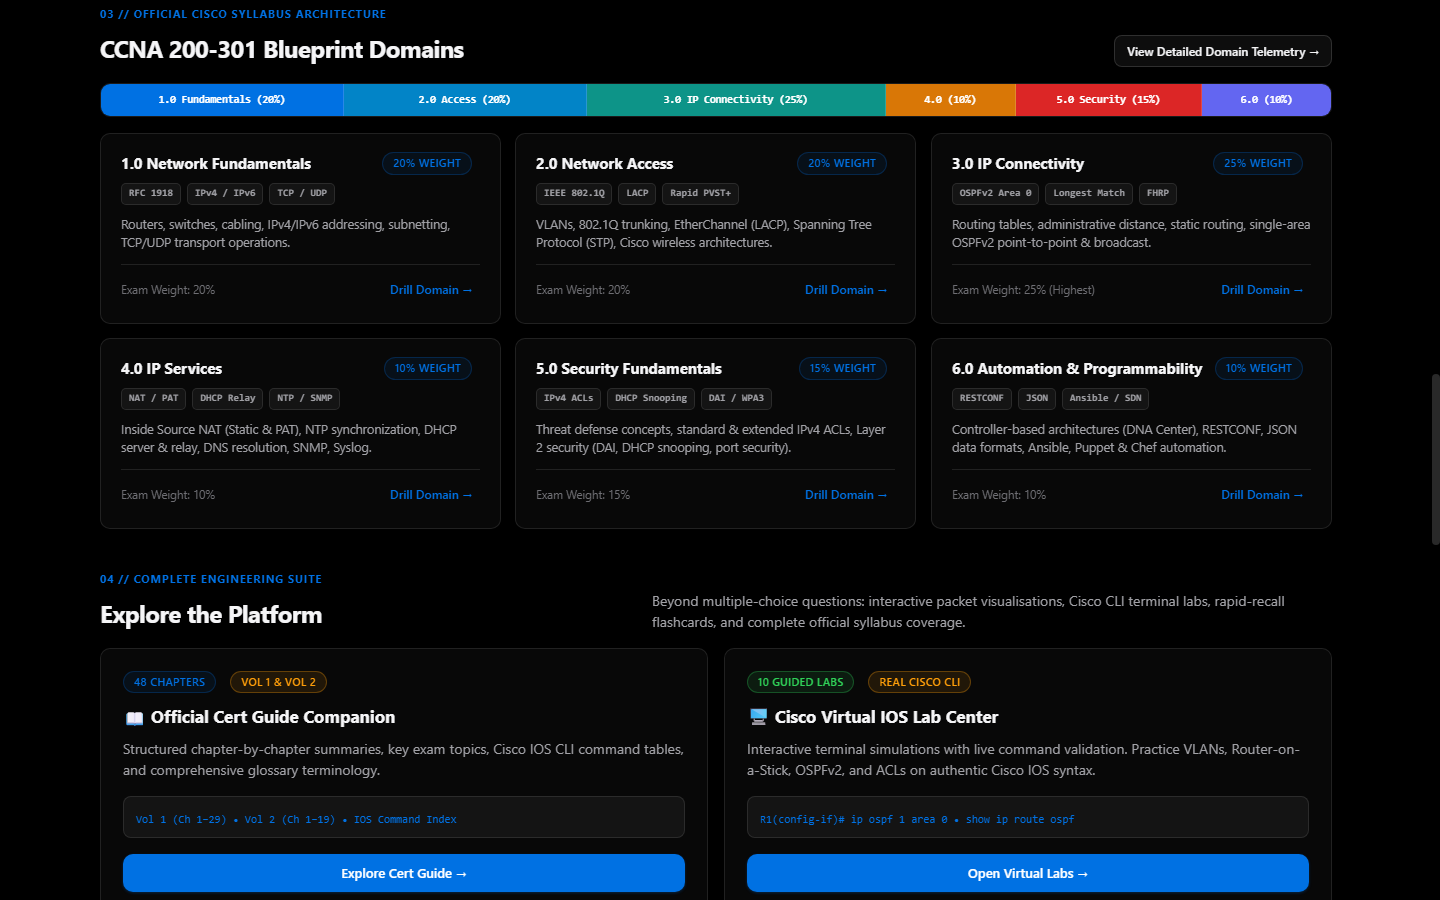 03 // OFFICIAL CISCO SYLLABUS ARCHITECTURE
CCNA 200-301 Blueprint Domains
View Detailed Domain Telemetry →
1.0 Fundamentals (20%)
2.0 Access (20%)
3.0 IP Connectivity (25%)
4.0 (10%)
5.0 Security (15%)
6.0 (10%)
1.0 Network Fundamentals
20% WEIGHT
RFC 1918
IPv4 / IPv6
TCP / UDP
Routers, switches, cabling, IPv4/IPv6 addressing, subnetting,
TCP/UDP transport operations.
Exam Weight: 20%
Drill Domain →
2.0 Network Access
20% WEIGHT
IEEE 802.1Q
LACP
Rapid PVST+
VLANs, 802.1Q trunking, EtherChannel (LACP), Spanning Tree
Protocol (STP), Cisco wireless architectures.
Exam Weight: 20%
Drill Domain →
3.0 IP Connectivity
25% WEIGHT
OSPFv2 Area 0
Longest Match
FHRP
Routing tables, administrative distance, static routing, single-area
OSPFv2 point-to-point & broadcast.
Exam Weight: 25% (Highest)
Drill Domain →
4.0 IP Services
10% WEIGHT
NAT / PAT
DHCP Relay
NTP / SNMP
Inside Source NAT (Static & PAT), NTP synchronization, DHCP
server & relay, DNS resolution, SNMP, Syslog.
Exam Weight: 10%
Drill Domain →
5.0 Security Fundamentals
15% WEIGHT
IPv4 ACLs
DHCP Snooping
DAI / WPA3
Threat defense concepts, standard & extended IPv4 ACLs, Layer
2 security (DAI, DHCP snooping, port security).
Exam Weight: 15%
Drill Domain →
6.0 Automation & Programmability
10% WEIGHT
RESTCONF
JSON
Ansible / SDN
Controller-based architectures (DNA Center), RESTCONF, JSON
data formats, Ansible, Puppet & Chef automation.
Exam Weight: 10%
Drill Domain →
04 // COMPLETE ENGINEERING SUITE
Explore the Platform
Beyond multiple-choice questions: interactive packet visualisations, Cisco CLI terminal labs, rapid-recall
flashcards, and complete official syllabus coverage.
48 CHAPTERS
VOL 1 & VOL 2
📖 Official Cert Guide Companion
Structured chapter-by-chapter summaries, key exam topics, Cisco IOS CLI command tables,
and comprehensive glossary terminology.
Vol 1 (Ch 1–29) • Vol 2 (Ch 1–19) • IOS Command Index
Explore Cert Guide →
10 GUIDED LABS
REAL CISCO CLI
🖥️ Cisco Virtual IOS Lab Center
Interactive terminal simulations with live command validation. Practice VLANs, Router-on-
a-Stick, OSPFv2, and ACLs on authentic Cisco IOS syntax.
R1(config-if)# ip ospf 1 area 0 • show ip route ospf
Open Virtual Labs →